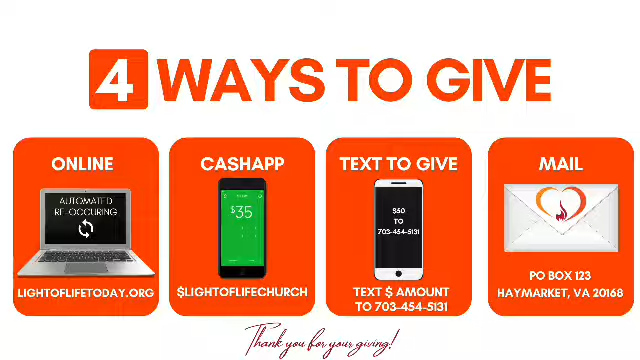 4 WAYS TO GIVE
ONLINE
AUTOMATED
RE-OCCURING
LIGHTOFLIFETODAY.ORG
CASHAPP
$35
$LIGHTOFLIFECHURCH
TEXT TO GIVE
$50
TO
703-454-5131
TEXT $ AMOUNT
TO 703-454-5131
MAIL
PO BOX 123
HAYMARKET, VA 20168
Thank you for your giving!